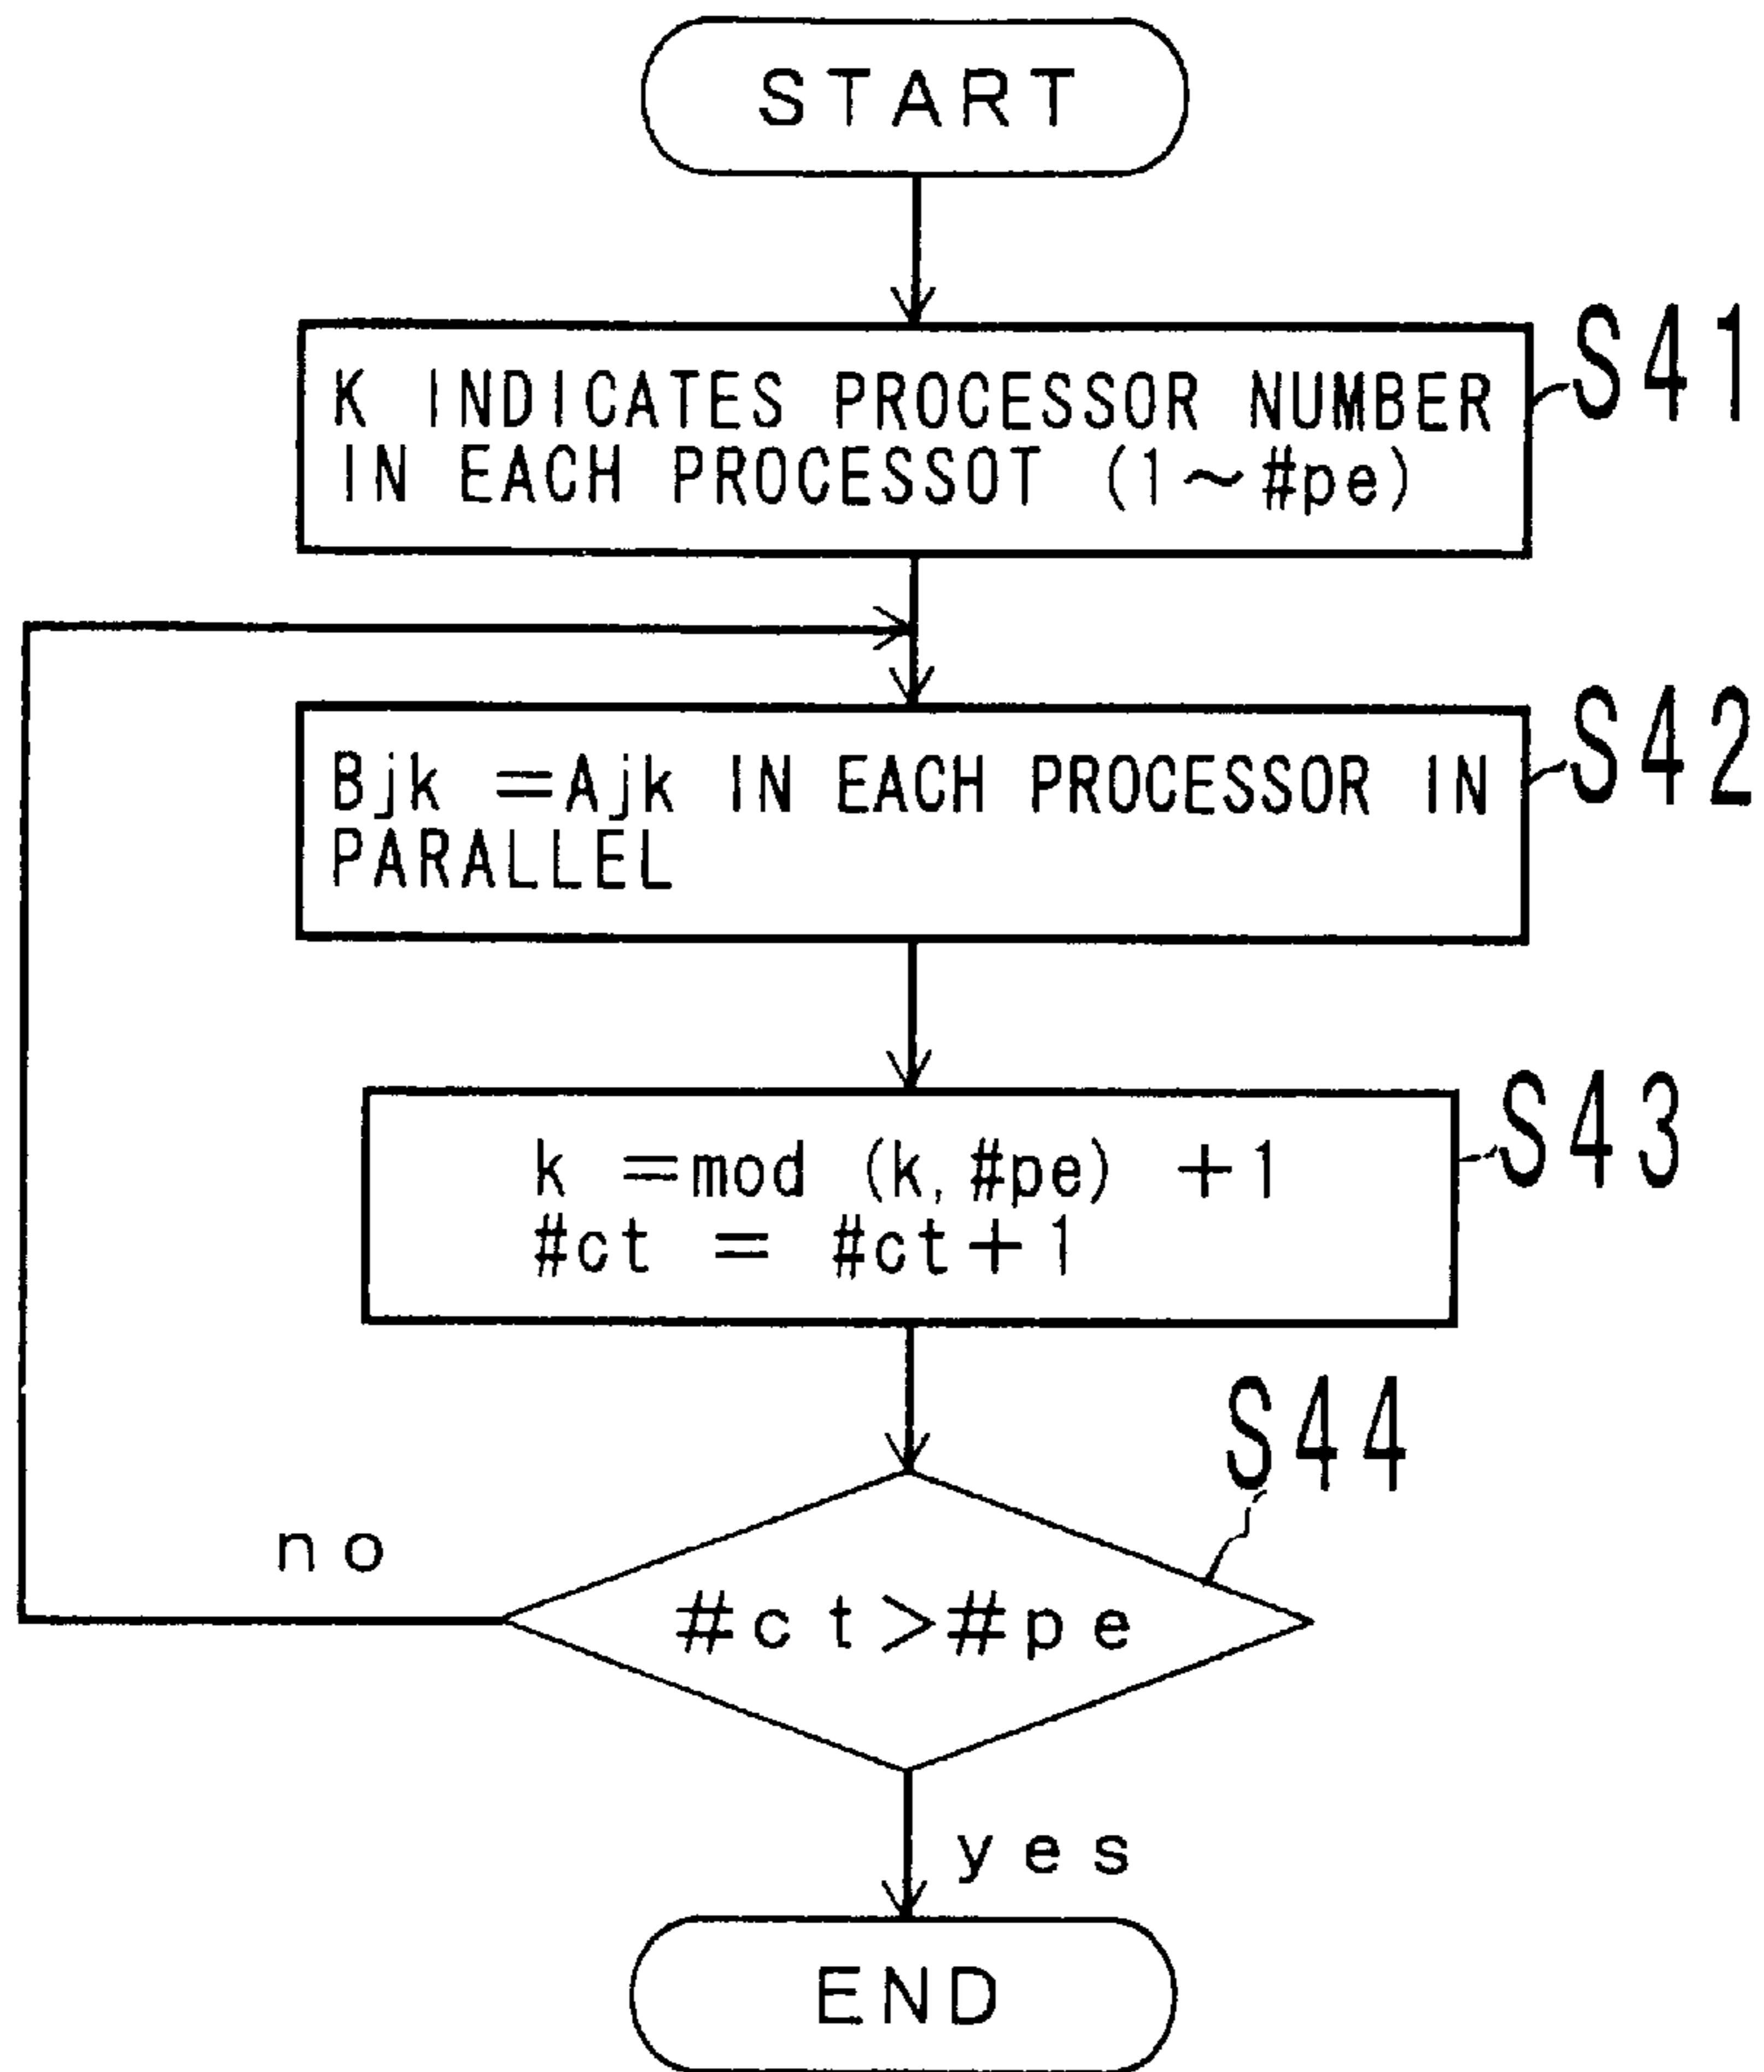 START
K INDICATES PROCESSOR NUMBER
IN EACH PROCESSOT (1~#pe)
S41
Bjk =Ajk IN EACH PROCESSOR IN
PARALLEL
S42
k =mod (k,#pe) +1
#ct = #ct+1
S43
S44
#ct>#pe
no
yes
END